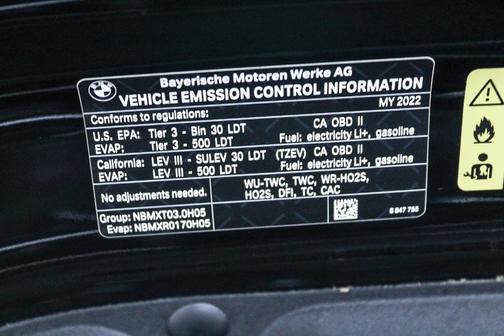 BMW
Bayerische Motoren Werke AG
VEHICLE EMISSION CONTROL INFORMATION
MY 2022
Conforms to regulations:
U.S. EPA: Tier 3 - Bin 30 LDT CA OBD II
EVAP: Tier 3 - 500 LDT Fuel: electricity Li+, gasoline
California: LEV III - SULEV 30 LDT (TZEV) CA OBD II
EVAP: LEV III - 500 LDT Fuel: electricity Li+, gasoline
No adjustments needed. WU-TWC, TWC, WR-HO2S,
HO2S, DFI, TC, CAC
Group: NBMXT03.0H05
Evap: NBMXR0170H05